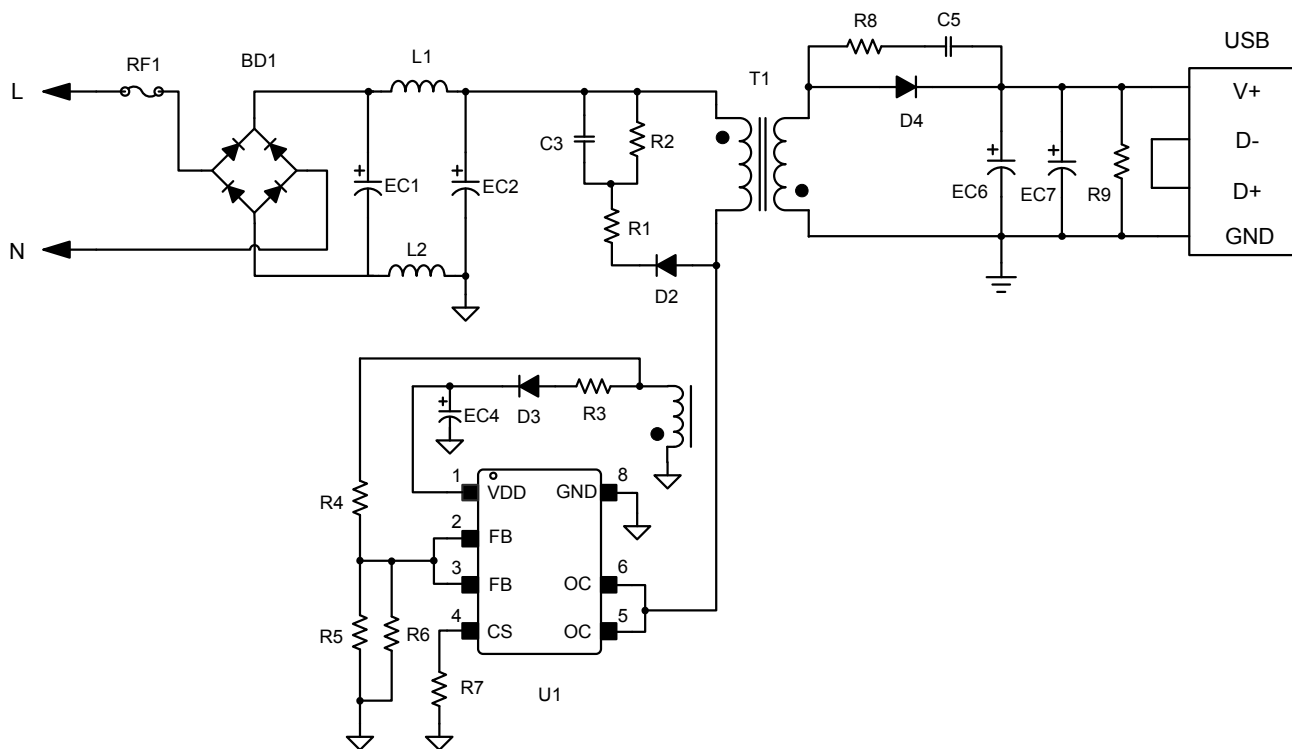 R8
C5
USB
L
RF1
BD1
L1
T1
V+
D4
C3
R2
D-
EC1
EC2
EC6
EC7
R9
D+
R1
N
L2
GND
D2
EC4
D3
R3
1
8
R4
VDD
GND
2
FB
3
6
FB
OC
4
5
R5
R6
CS
OC
R7
U1